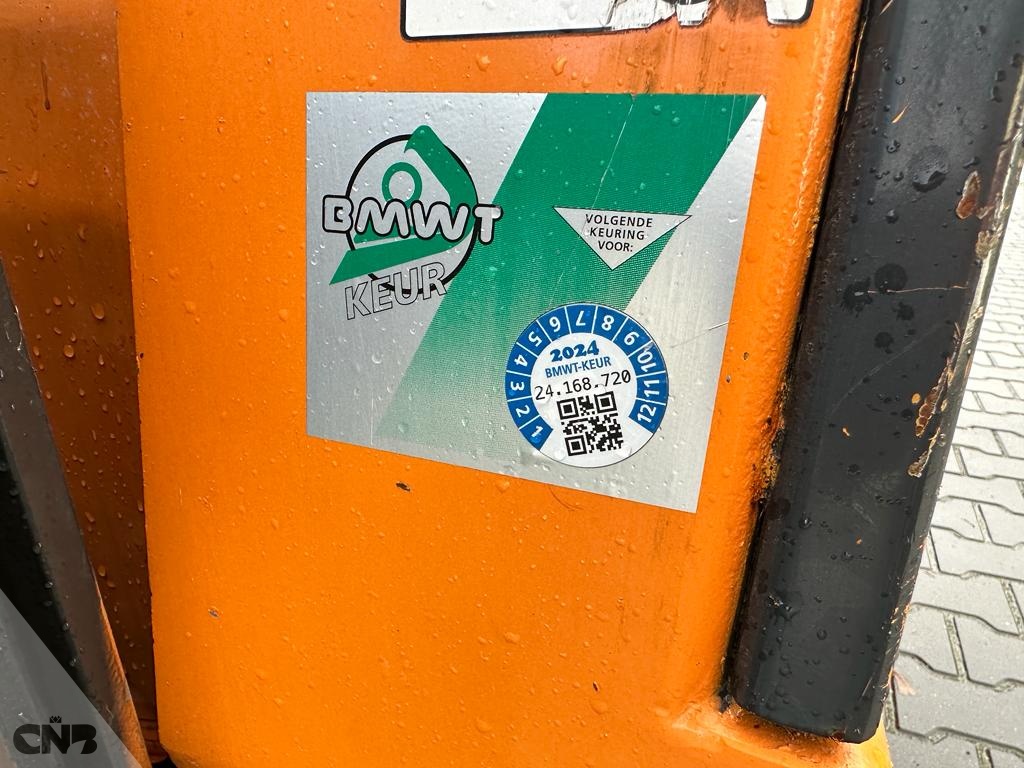 BMWT
KEUR
VOLGENDE
KEURING
VOOR:
1 2 3 4 5 6 7 8 9 10 11 12
2024
BMWT-KEUR
24.168.720
CNB